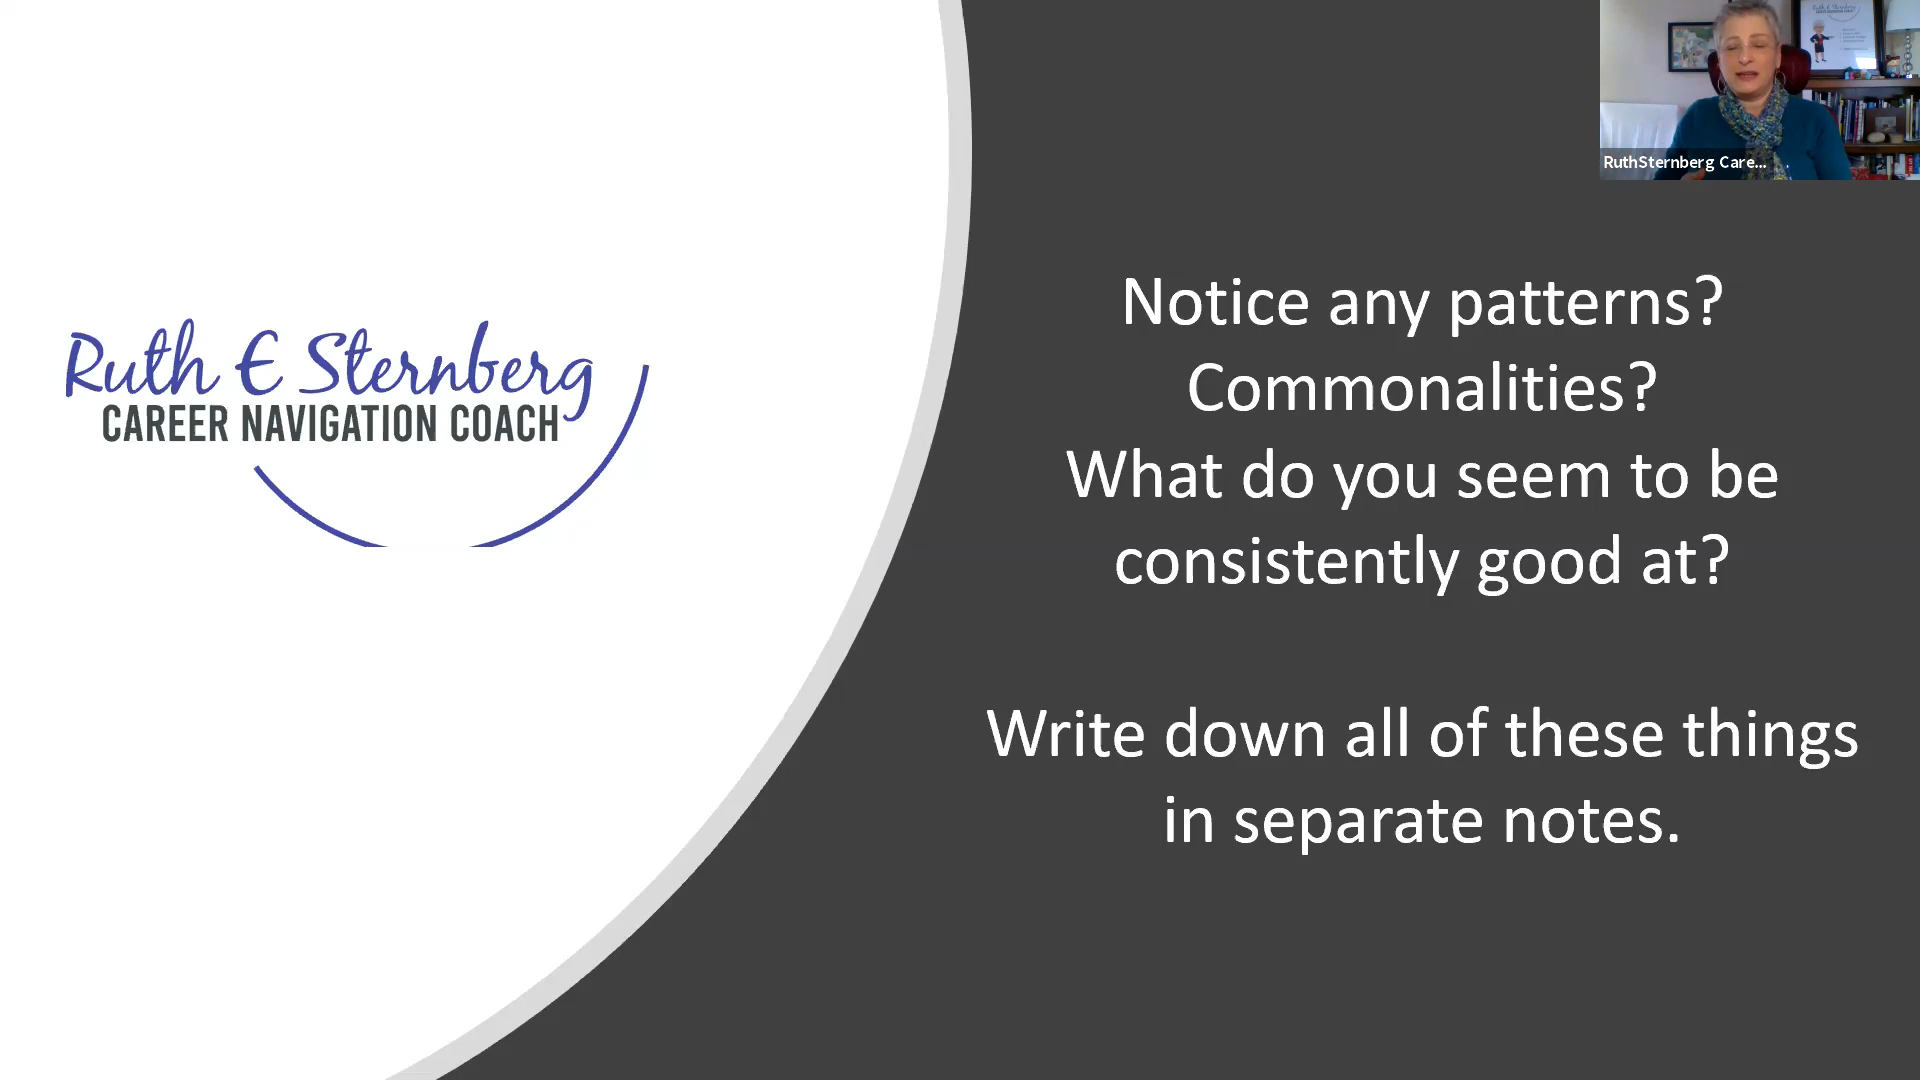 Ruth E Sternberg
CAREER NAVIGATION COACH
RuthSternberg Care...
Notice any patterns?
Commonalities?
What do you seem to be
consistently good at?
Write down all of these things
in separate notes.